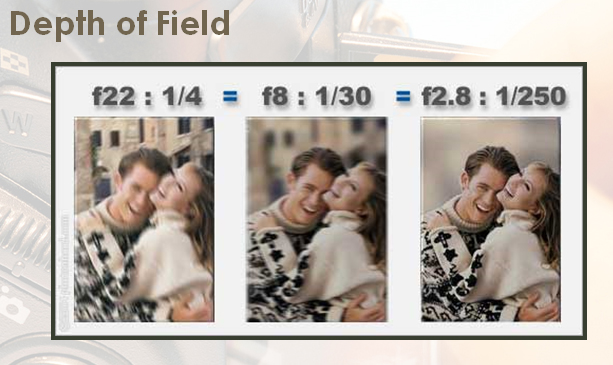 Depth of Field
f22 : 1/4 = f8 : 1/30 = f2.8 : 1/250
W